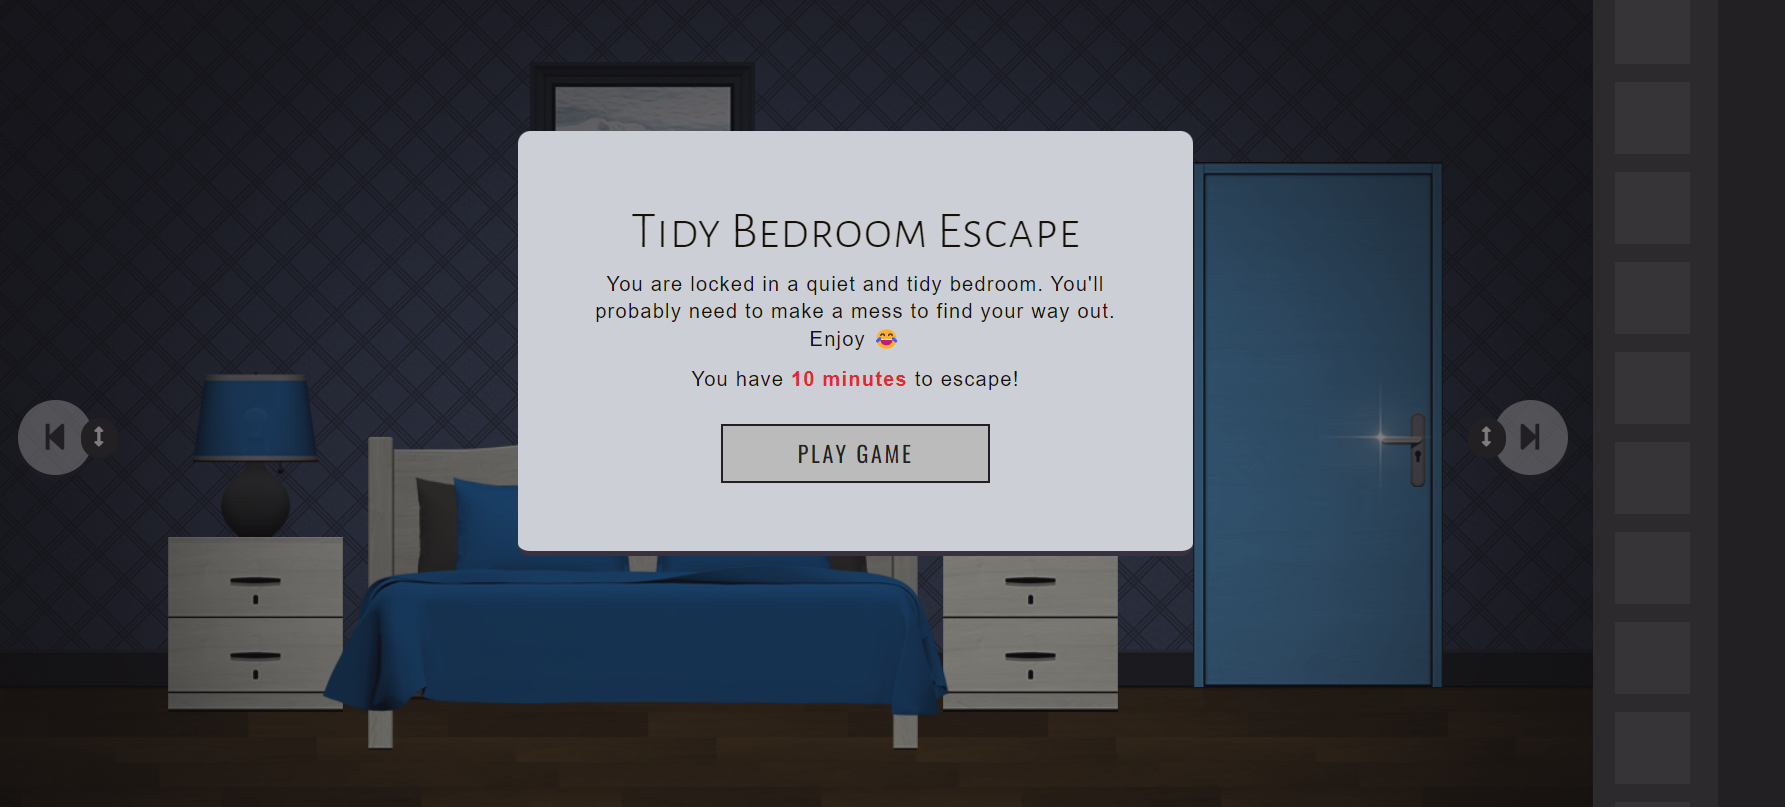 Tidy Bedroom Escape
You are locked in a quiet and tidy bedroom. You'll
probably need to make a mess to find your way out.
Enjoy 😂
You have 10 minutes to escape!
PLAY GAME